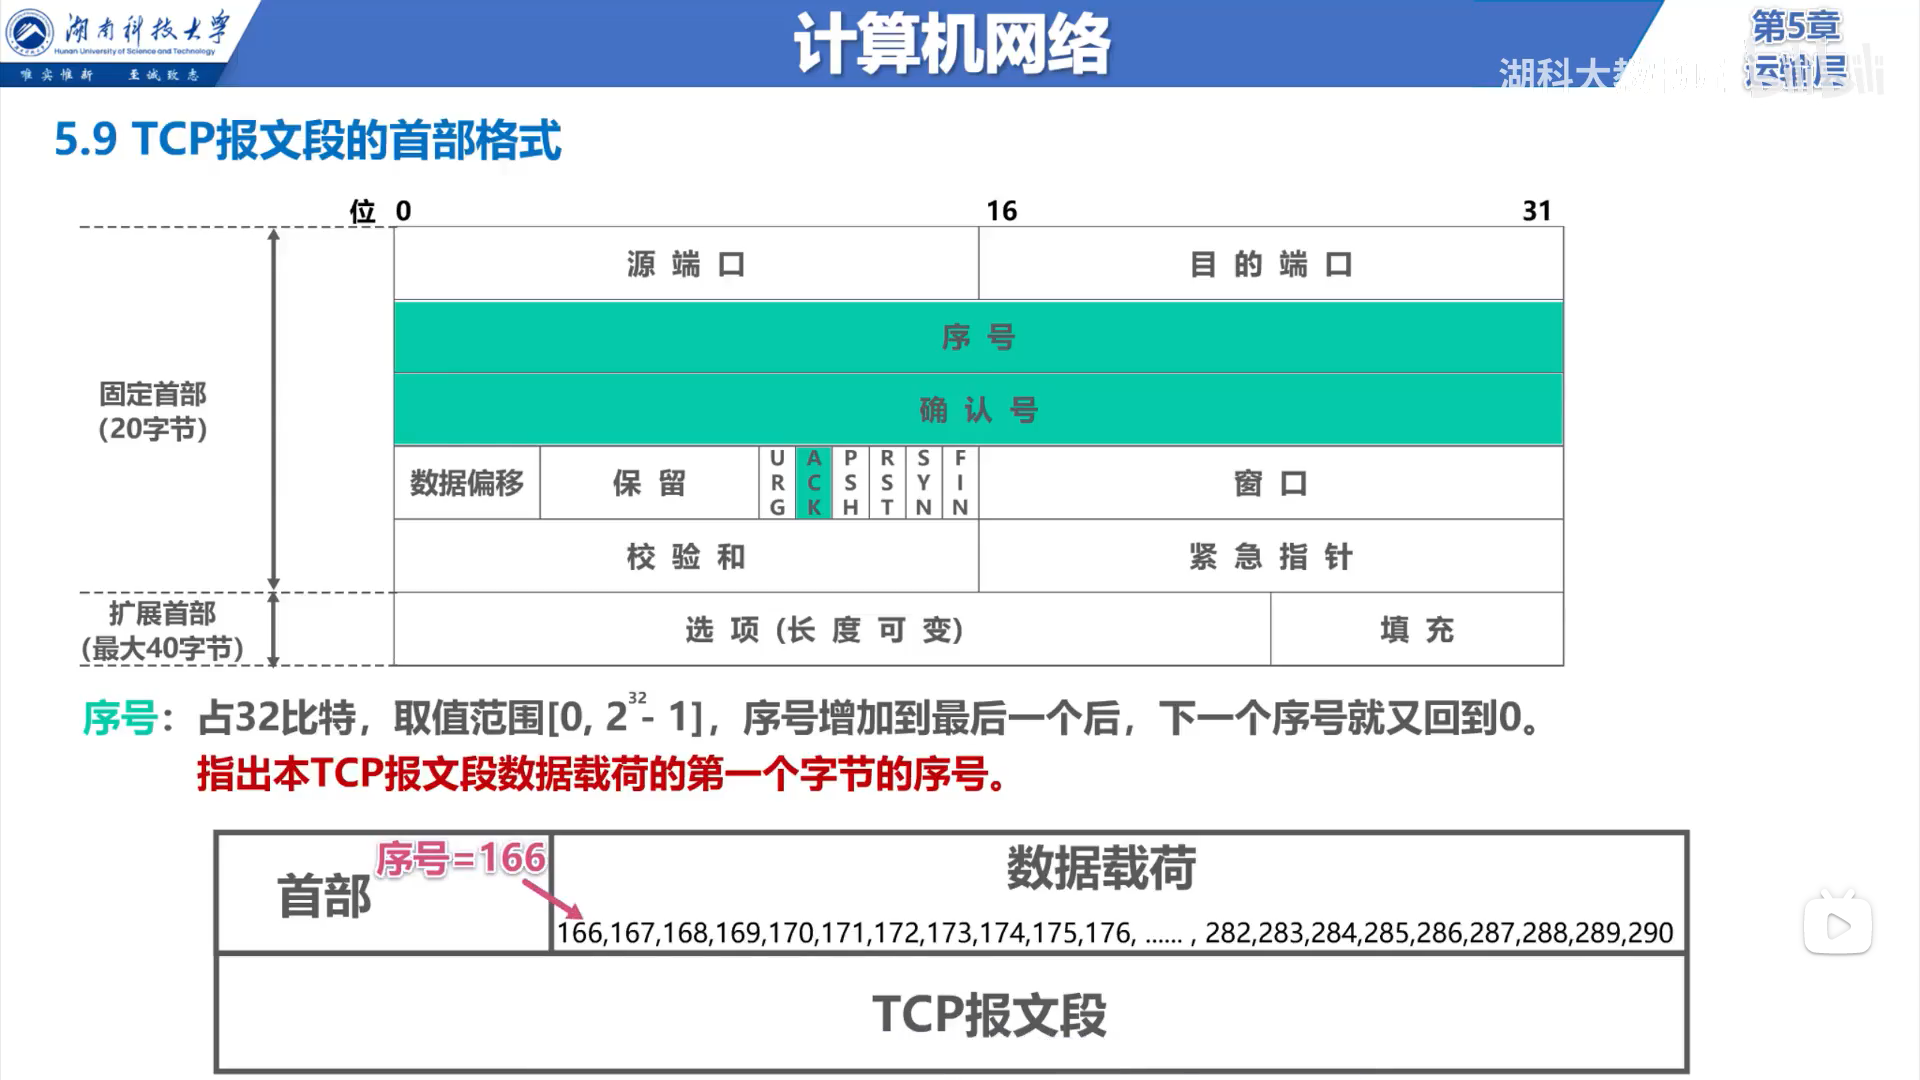 湖南科技大学
Hunan University of Science and Technology
唯实惟新 至诚致志
计算机网络
第5章
运输层
湖科大教
5.9 TCP报文段的首部格式
位 0 16 31
源端口 目的端口
序号
确认号
固定首部
(20字节)
数据偏移 保留 URG ACK PSH RST SYN FIN 窗口
校验和 紧急指针
扩展首部
(最大40字节)
选项 (长度可变) 填充
序号：占32比特，取值范围[0, 2^32 - 1]，序号增加到最后一个后，下一个序号就又回到0。
指出本TCP报文段数据载荷的第一个字节的序号。
首部 序号=166 数据载荷
166,167,168,169,170,171,172,173,174,175,176, ...... , 282,283,284,285,286,287,288,289,290
TCP报文段